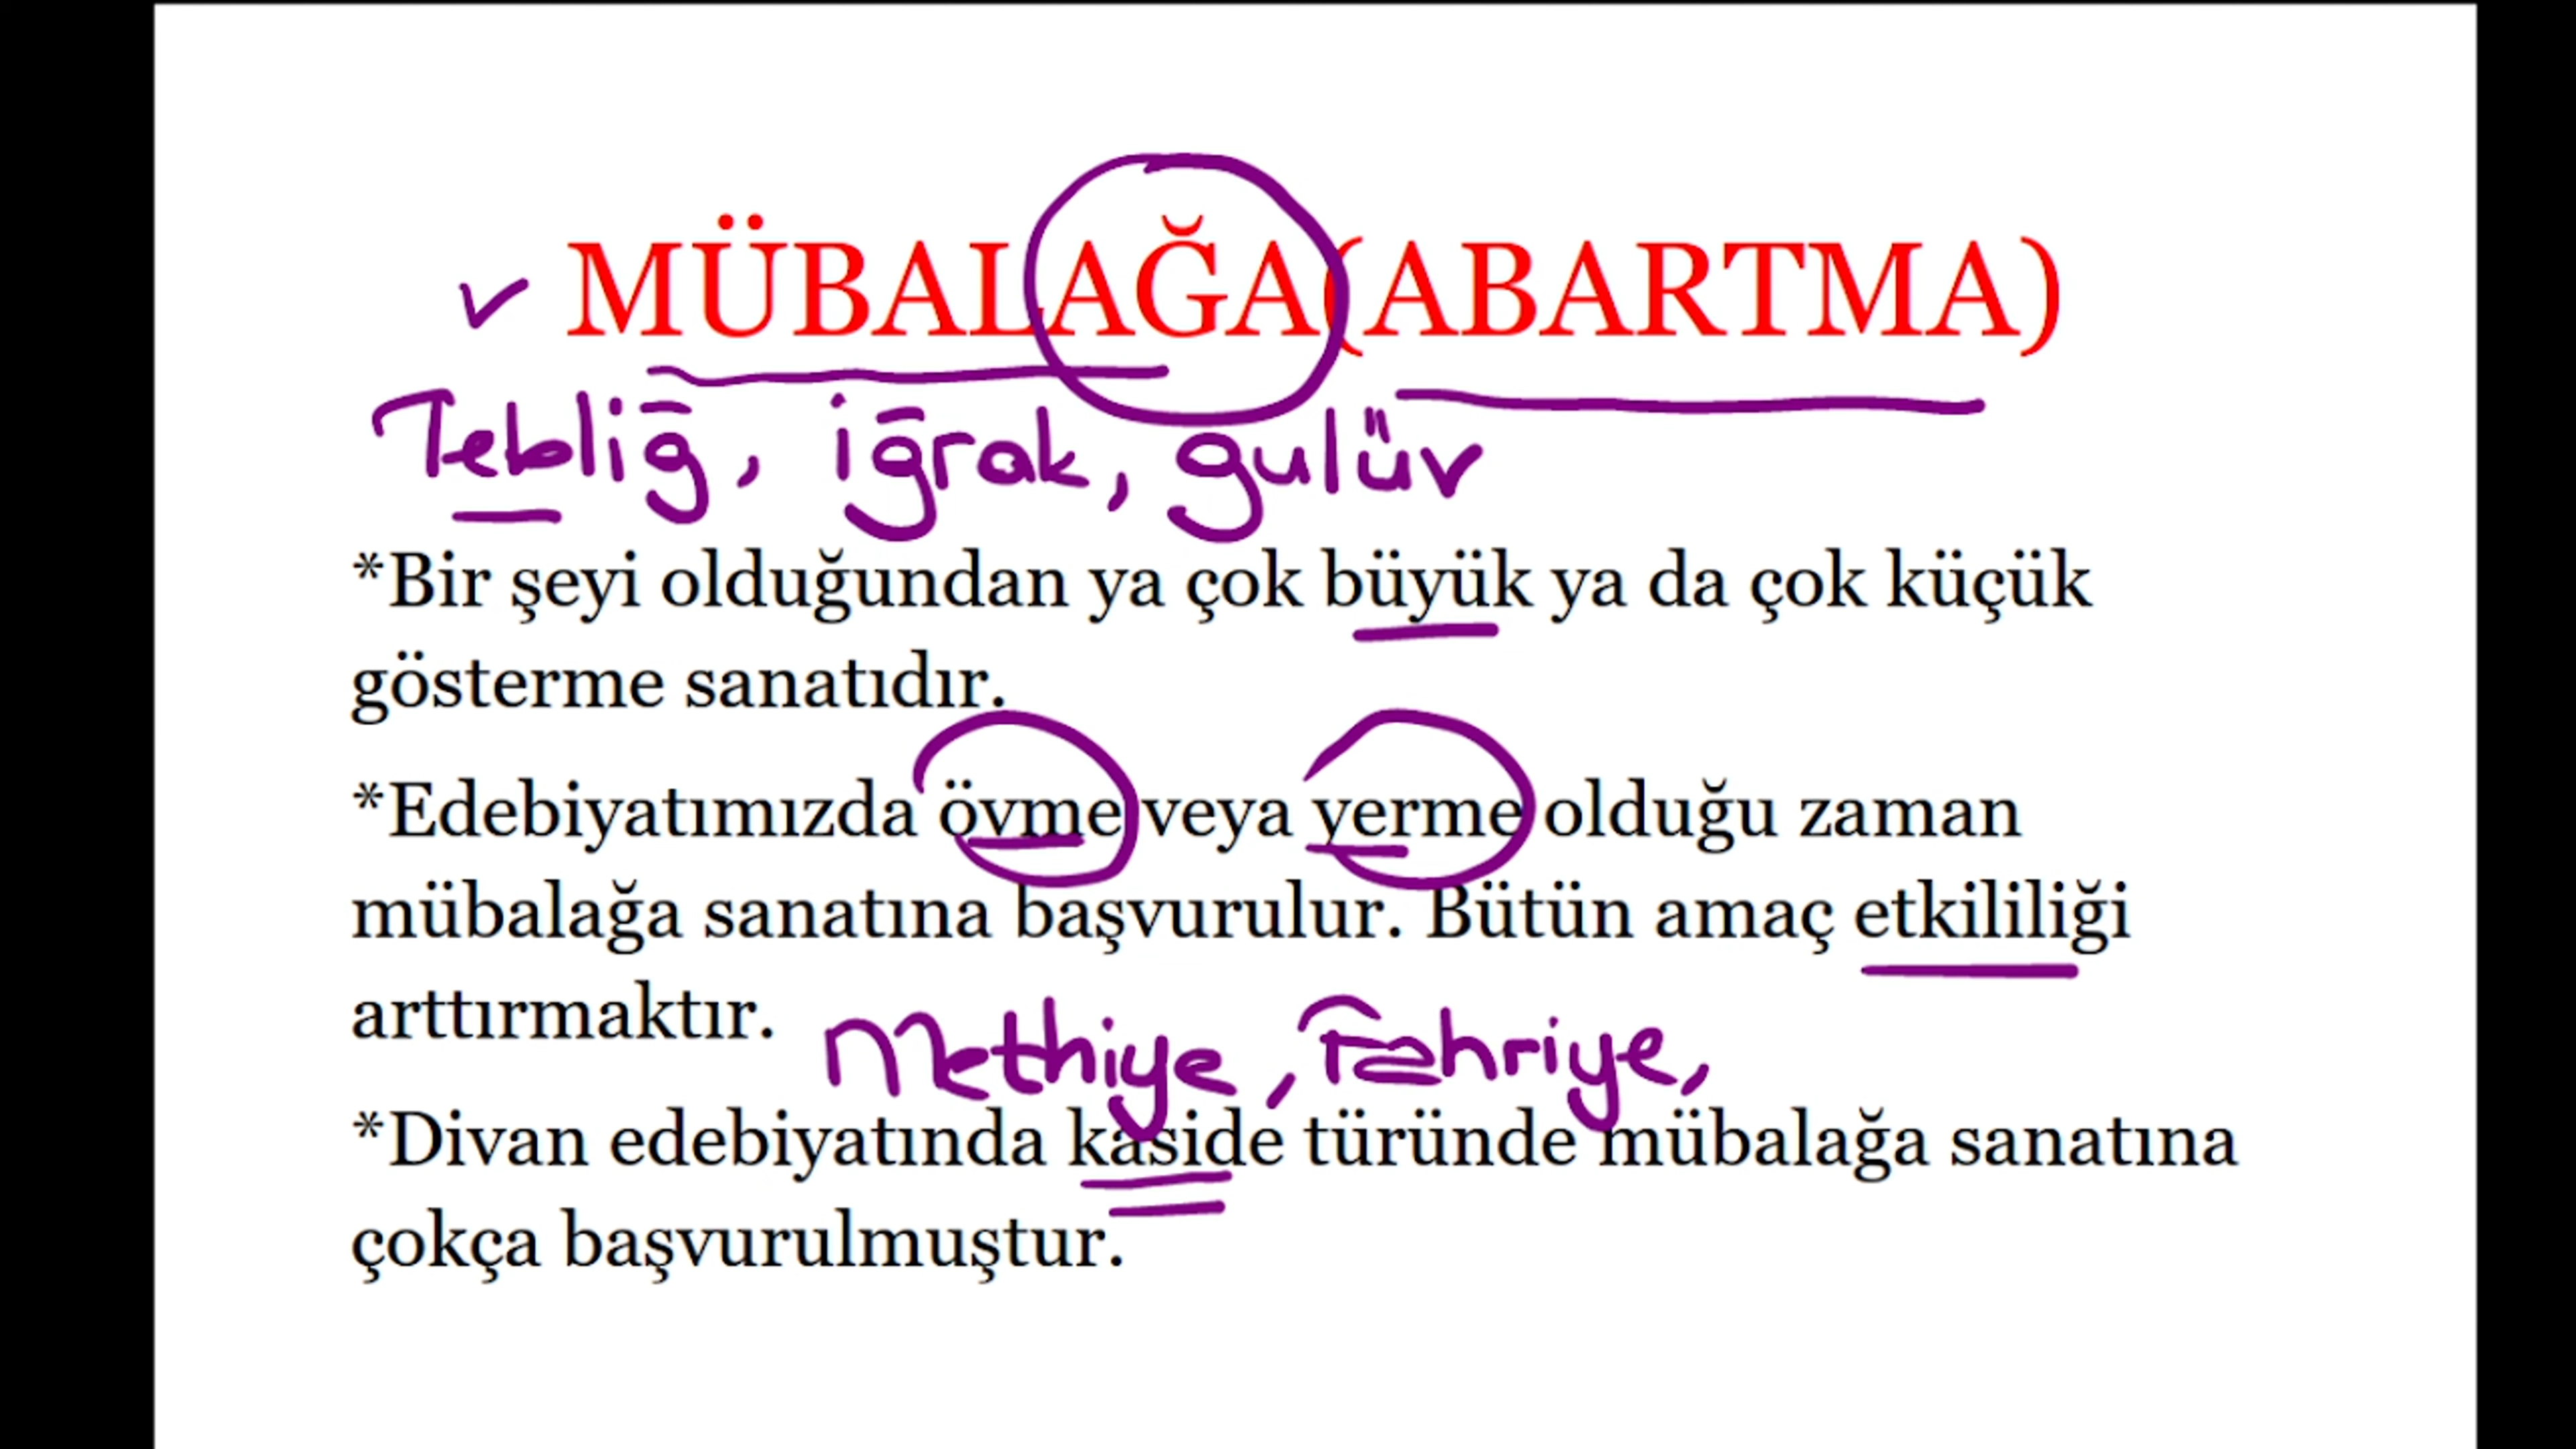 MÜBALAĞA(ABARTMA)
Tebliğ, iğrak, gulüv
*Bir şeyi olduğundan ya çok büyük ya da çok küçük
gösterme sanatıdır.
*Edebiyatımızda övme veya yerme olduğu zaman
mübalağa sanatına başvurulur. Bütün amaç etkililiği
arttırmaktır.
Methiye, Fahriye,
*Divan edebiyatında kaside türünde mübalağa sanatına
çokça başvurulmuştur.